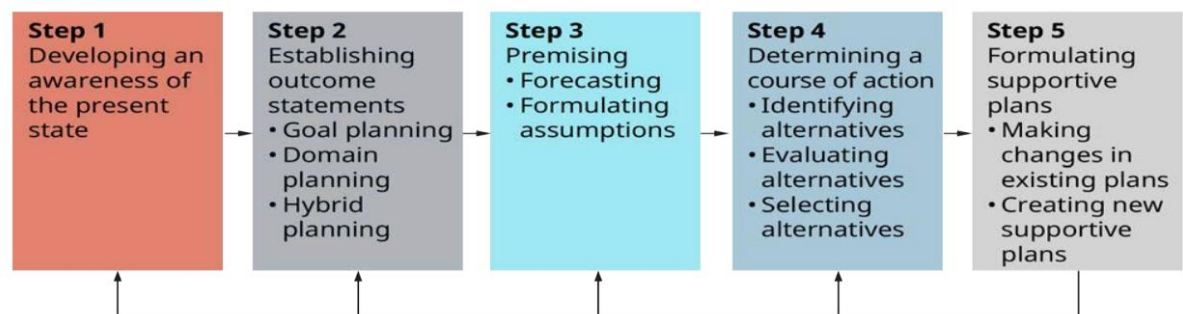 Step 1
Developing an
awareness of
the present
state
Step 2
Establishing
outcome
statements
• Goal planning
• Domain
planning
• Hybrid
planning
Step 3
Premising
• Forecasting
• Formulating
assumptions
Step 4
Determining a
course of action
• Identifying
alternatives
• Evaluating
alternatives
• Selecting
alternatives
Step 5
Formulating
supportive
plans
• Making
changes in
existing plans
• Creating new
supportive
plans